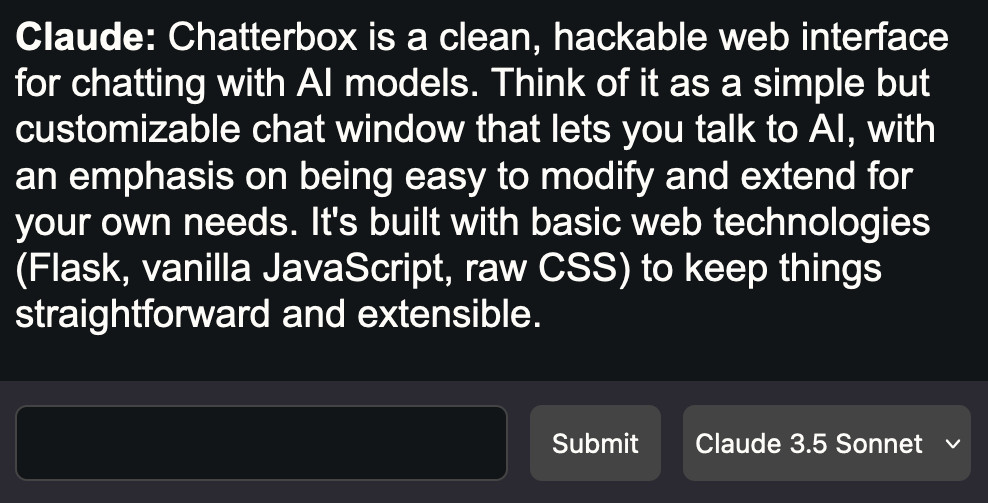 Claude: Chatterbox is a clean, hackable web interface
for chatting with AI models. Think of it as a simple but
customizable chat window that lets you talk to AI, with
an emphasis on being easy to modify and extend for
your own needs. It's built with basic web technologies
(Flask, vanilla JavaScript, raw CSS) to keep things
straightforward and extensible.
Submit
Claude 3.5 Sonnet